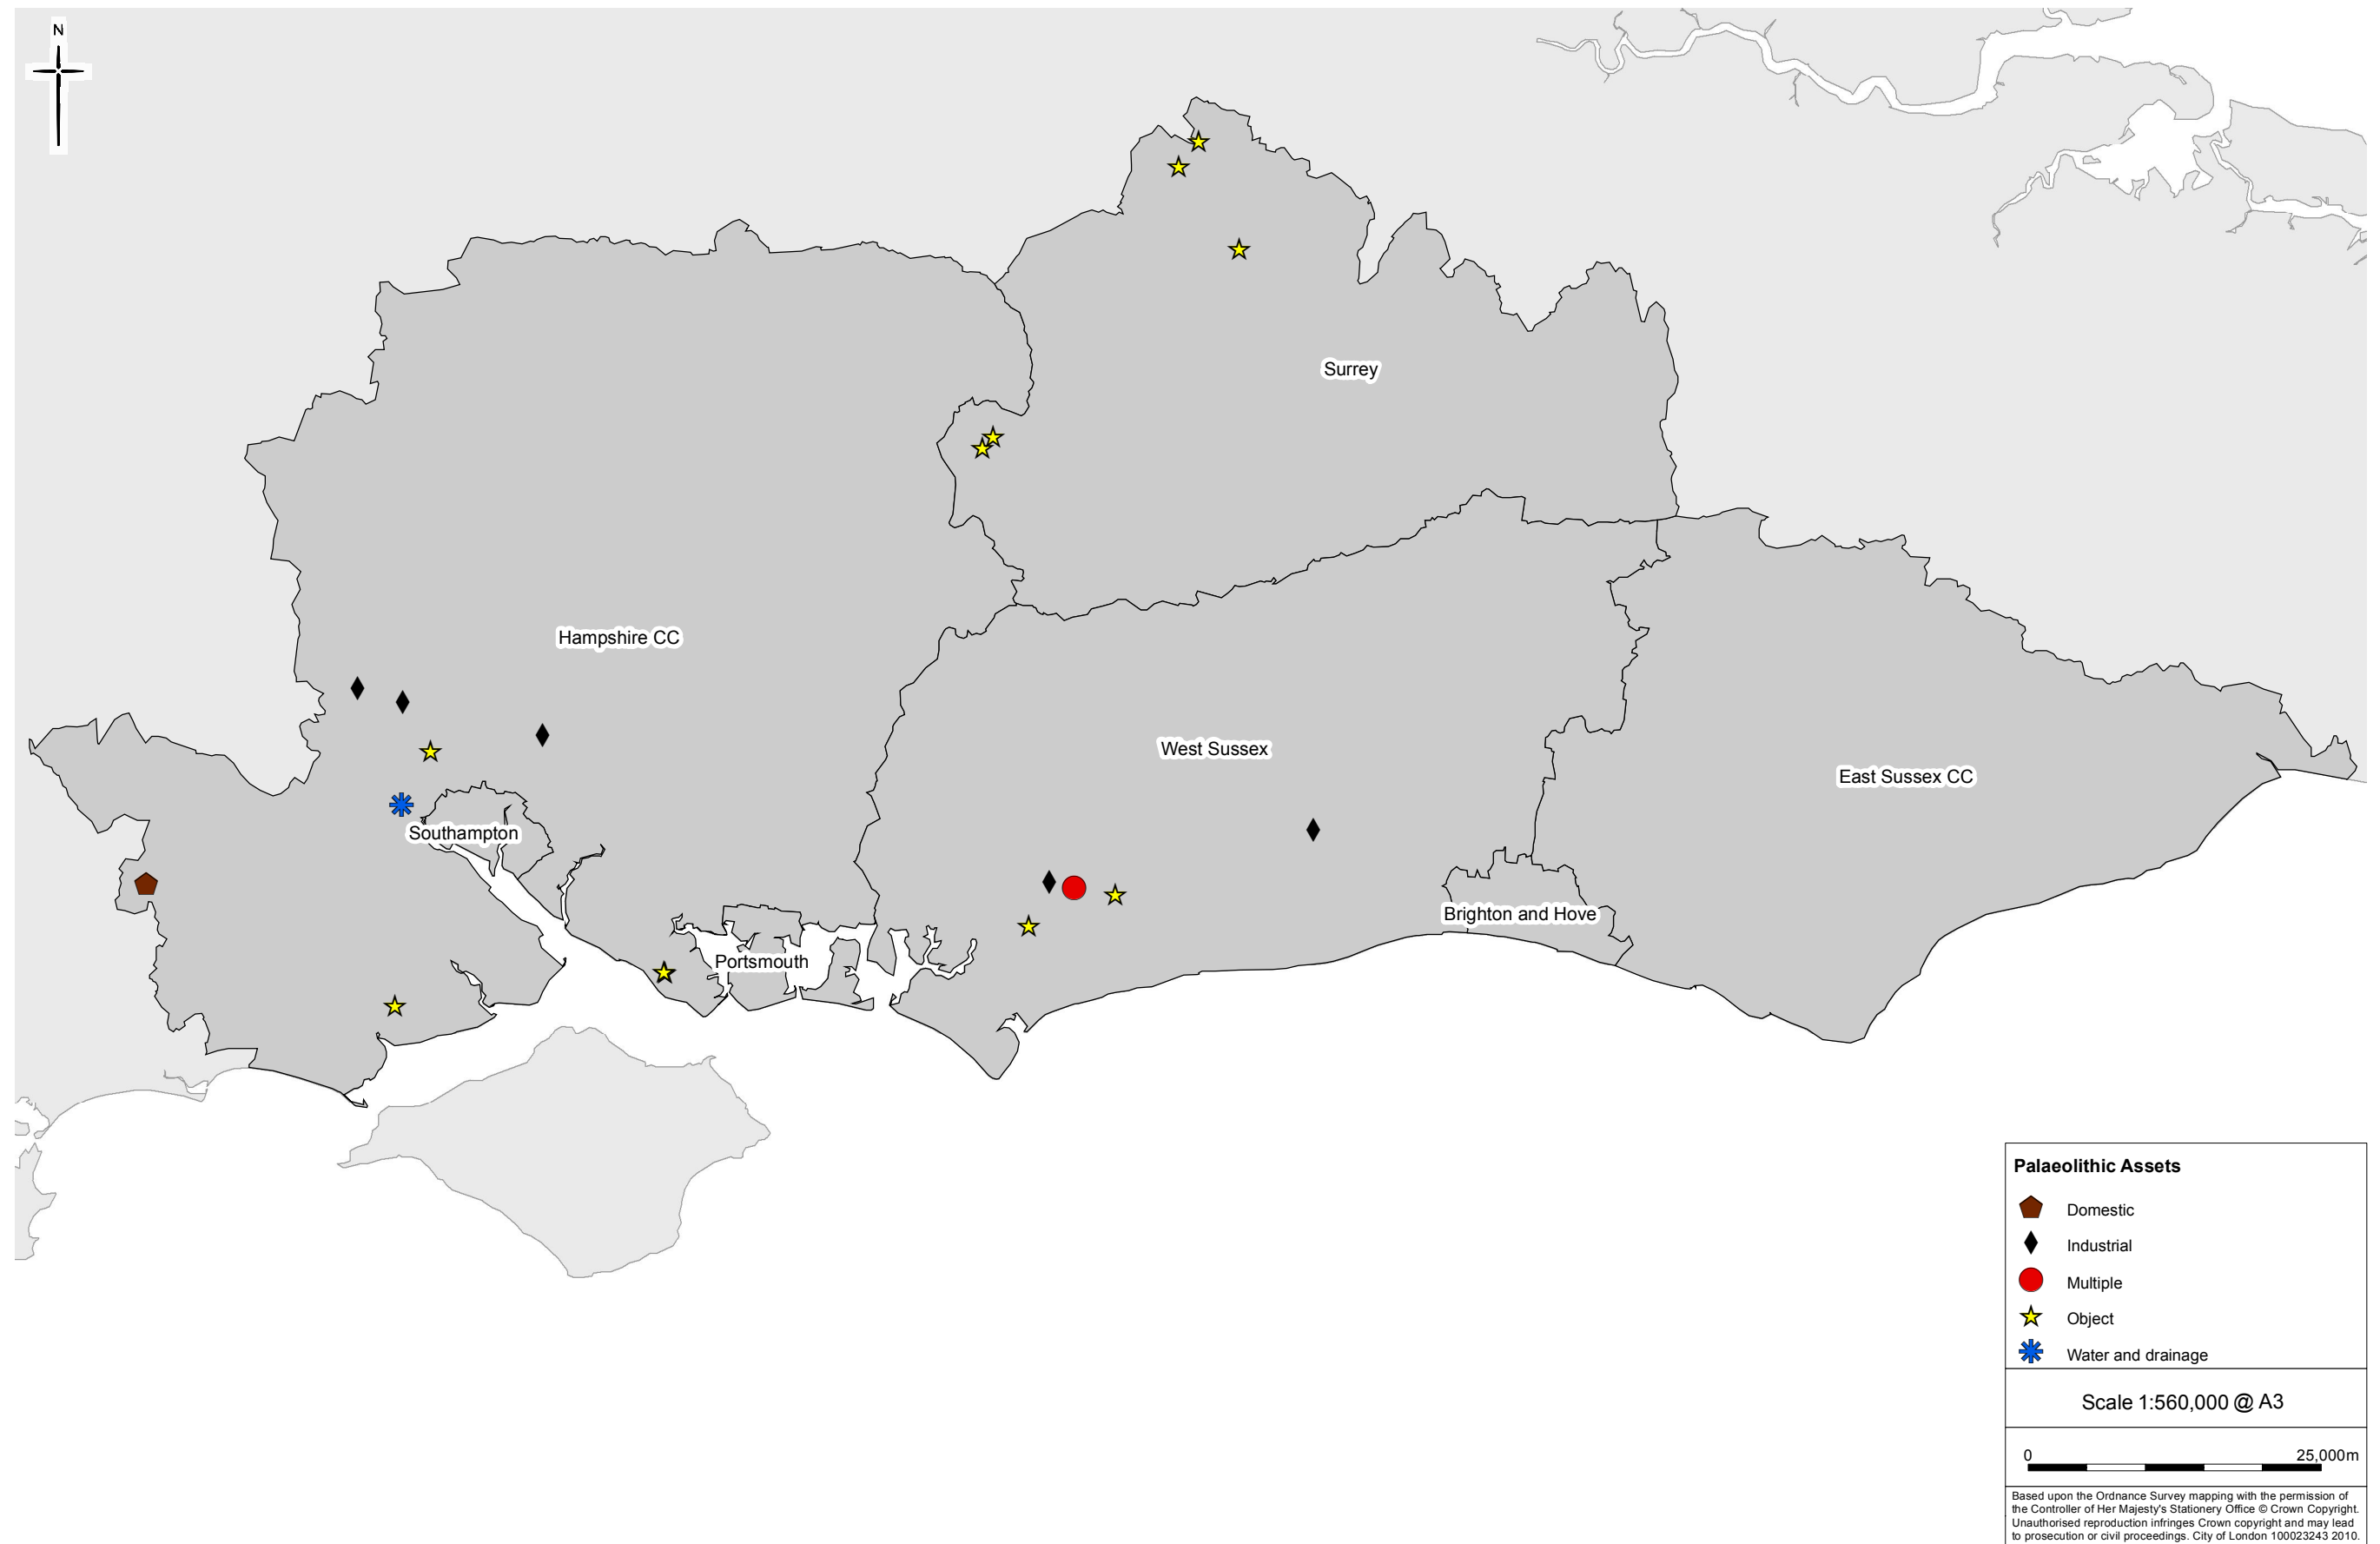 N
Surrey
Hampshire CC
West Sussex
East Sussex CC
Southampton
Brighton and Hove
Portsmouth
Palaeolithic Assets
Domestic
Industrial
Multiple
Object
Water and drainage
Scale 1:560,000 @ A3
0 25,000m
Based upon the Ordnance Survey mapping with the permission of
the Controller of Her Majesty's Stationery Office © Crown Copyright.
Unauthorised reproduction infringes Crown copyright and may lead
to prosecution or civil proceedings. City of London 100023243 2010.